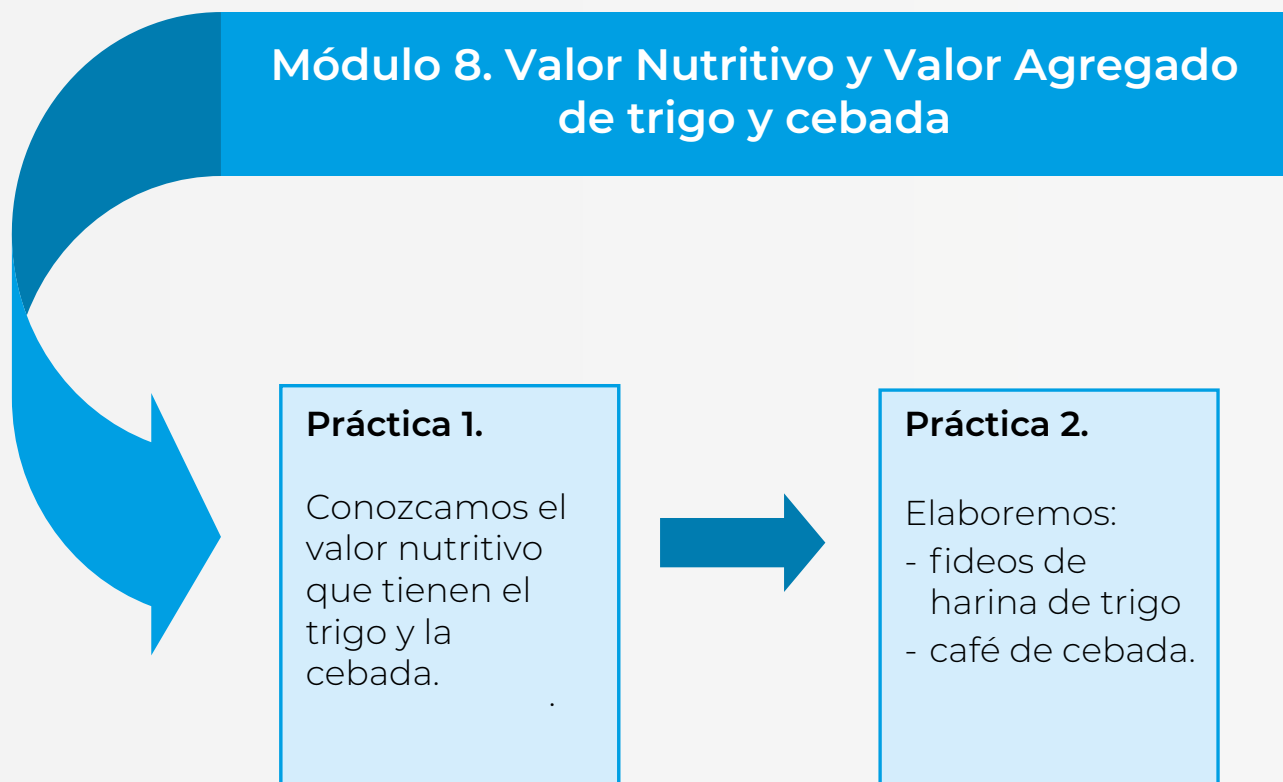 Módulo 8. Valor Nutritivo y Valor Agregado
de trigo y cebada
Práctica 1.
Conozcamos el
valor nutritivo
que tienen el
trigo y la
cebada.
.
Práctica 2.
Elaboremos:
- fideos de
harina de trigo
- café de cebada.